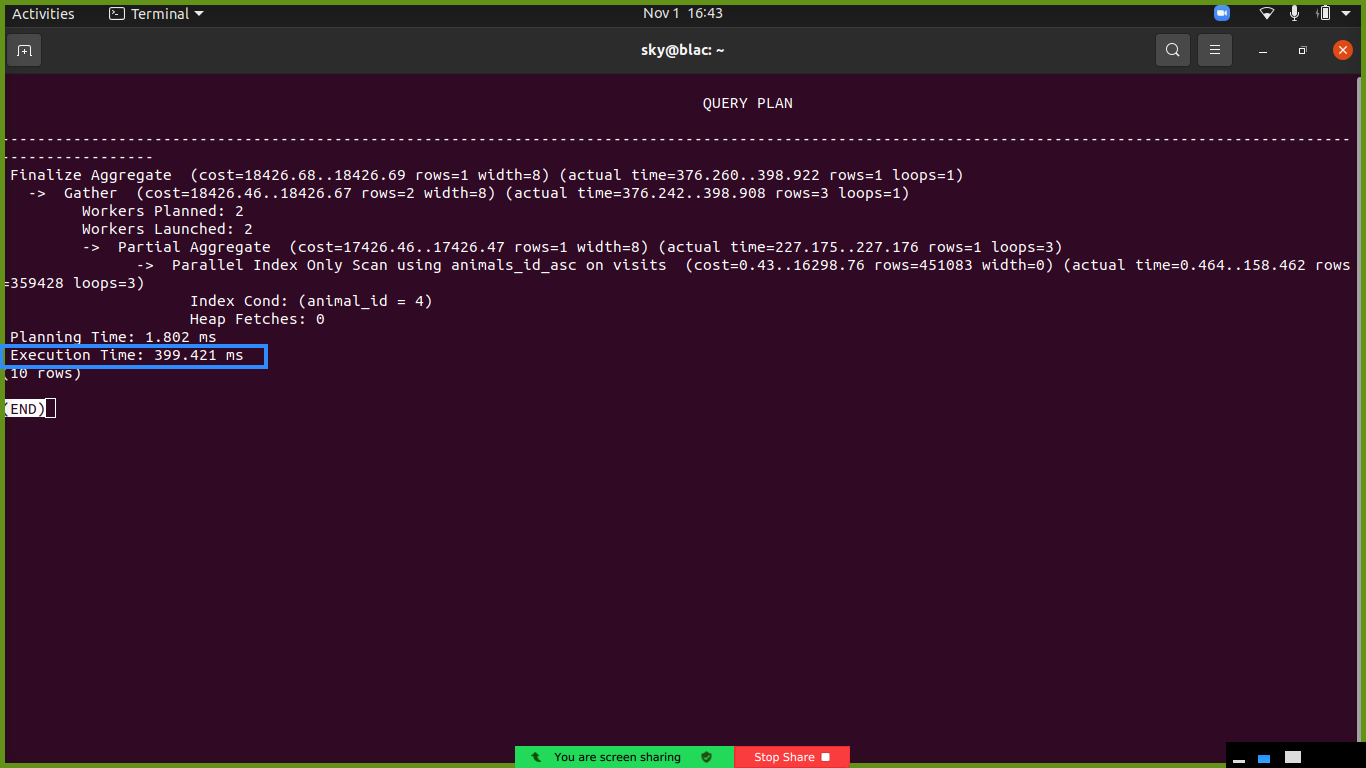 Activities
Terminal
Nov 1 16:43
sky@blac: ~
QUERY PLAN
------------------------------------------------------------------------------------------------------------------------------------------------------
-----------------
Finalize Aggregate  (cost=18426.68..18426.69 rows=1 width=8) (actual time=376.260..398.922 rows=1 loops=1)
  ->  Gather  (cost=18426.46..18426.67 rows=2 width=8) (actual time=376.242..398.908 rows=3 loops=1)
        Workers Planned: 2
        Workers Launched: 2
        ->  Partial Aggregate  (cost=17426.46..17426.47 rows=1 width=8) (actual time=227.175..227.176 rows=1 loops=3)
              ->  Parallel Index Only Scan using animals_id_asc on visits  (cost=0.43..16298.76 rows=451083 width=0) (actual time=0.464..158.462 rows
=359428 loops=3)
                    Index Cond: (animal_id = 4)
                    Heap Fetches: 0
Planning Time: 1.802 ms
Execution Time: 399.421 ms
(10 rows)
(END)
You are screen sharing
Stop Share